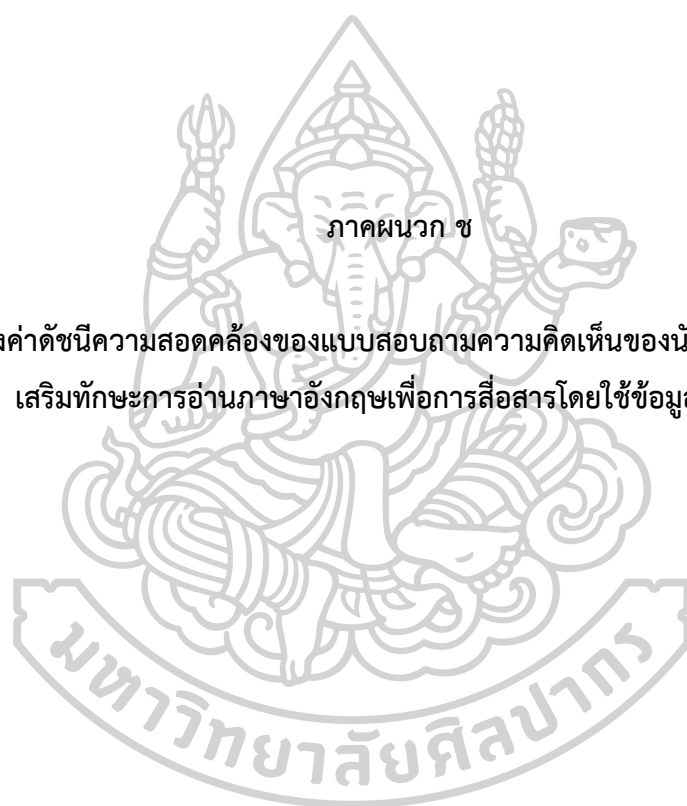 ภาคผนวก ช
งค่าดัชนีความสอดคล้องของแบบสอบถามความคิดเห็นของนั
เสริมทักษะการอ่านภาษาอังกฤษเพื่อการสื่อสารโดยใช้ข้อมูล
มหาวิทยาลัยศิลปากร